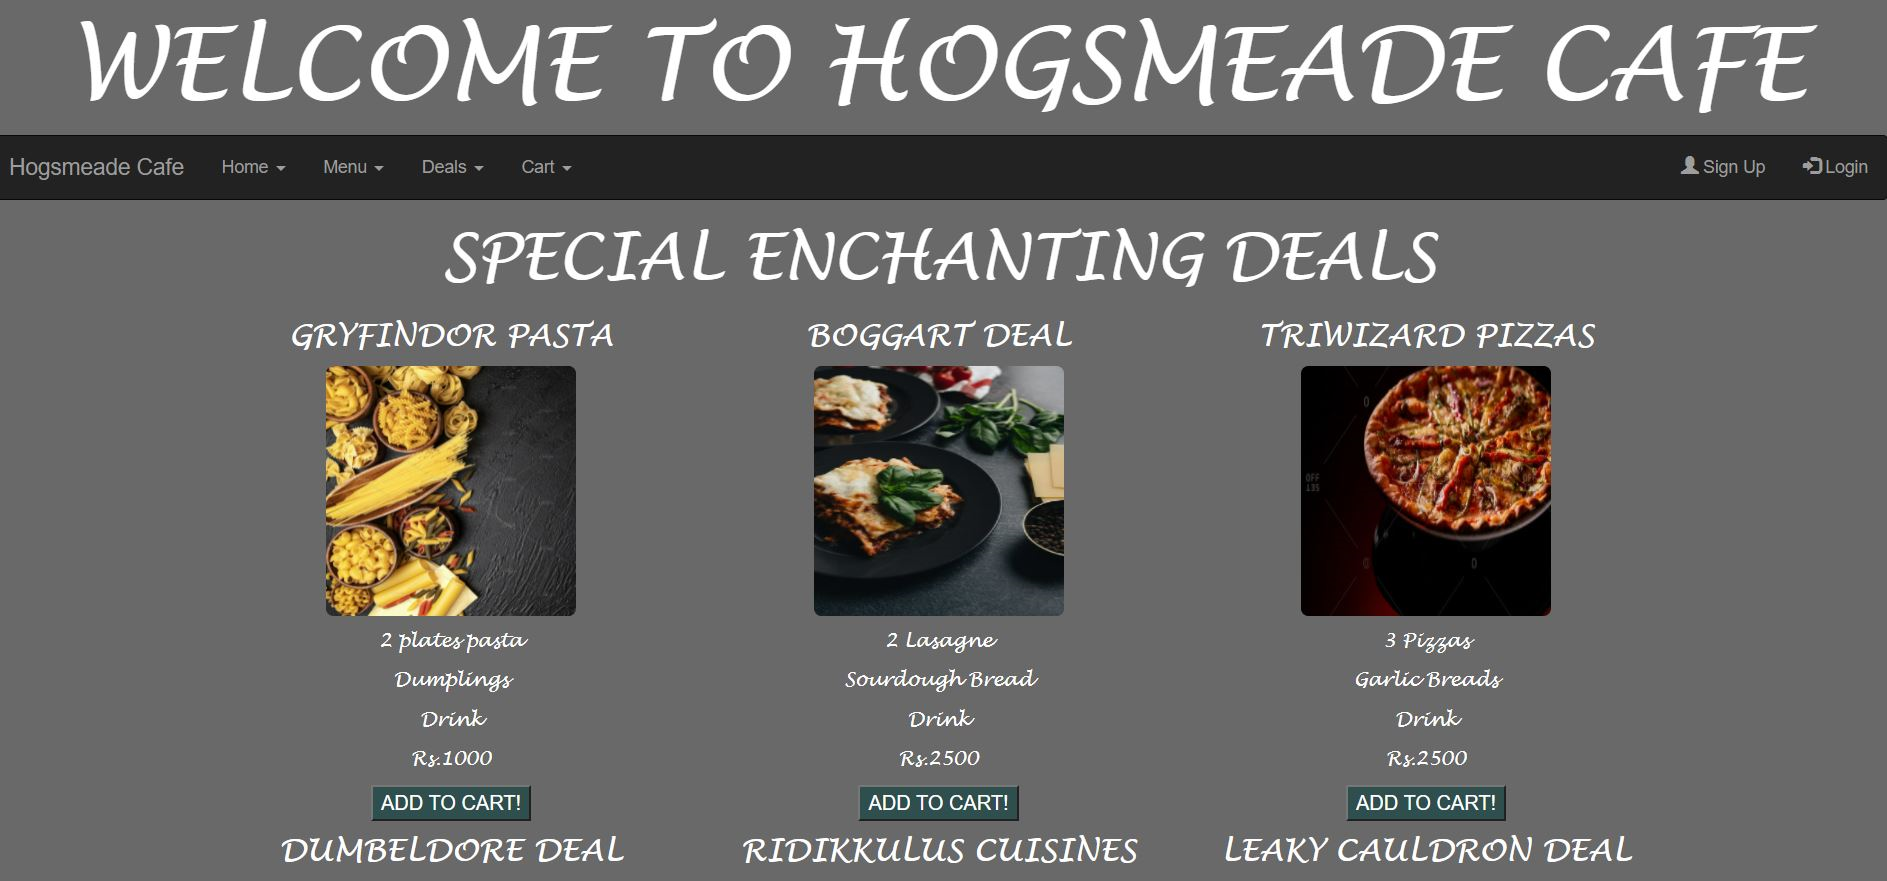 WELCOME TO HOGSMEADE CAFE
Hogsmeade Cafe Home Menu Deals Cart Sign Up Login
SPECIAL ENCHANTING DEALS
GRYFINDOR PASTA BOGGART DEAL TRIWIZARD PIZZAS
OFF
135
2 plates pasta 2 Lasagne 3 Pizzas
Dumplings Sourdough Bread Garlic Breads
Drink Drink Drink
Rs.1000 Rs.2500 Rs.2500
ADD TO CART! ADD TO CART! ADD TO CART!
DUMBELDORE DEAL RIDIKKULUS CUISINES LEAKY CAULDRON DEAL